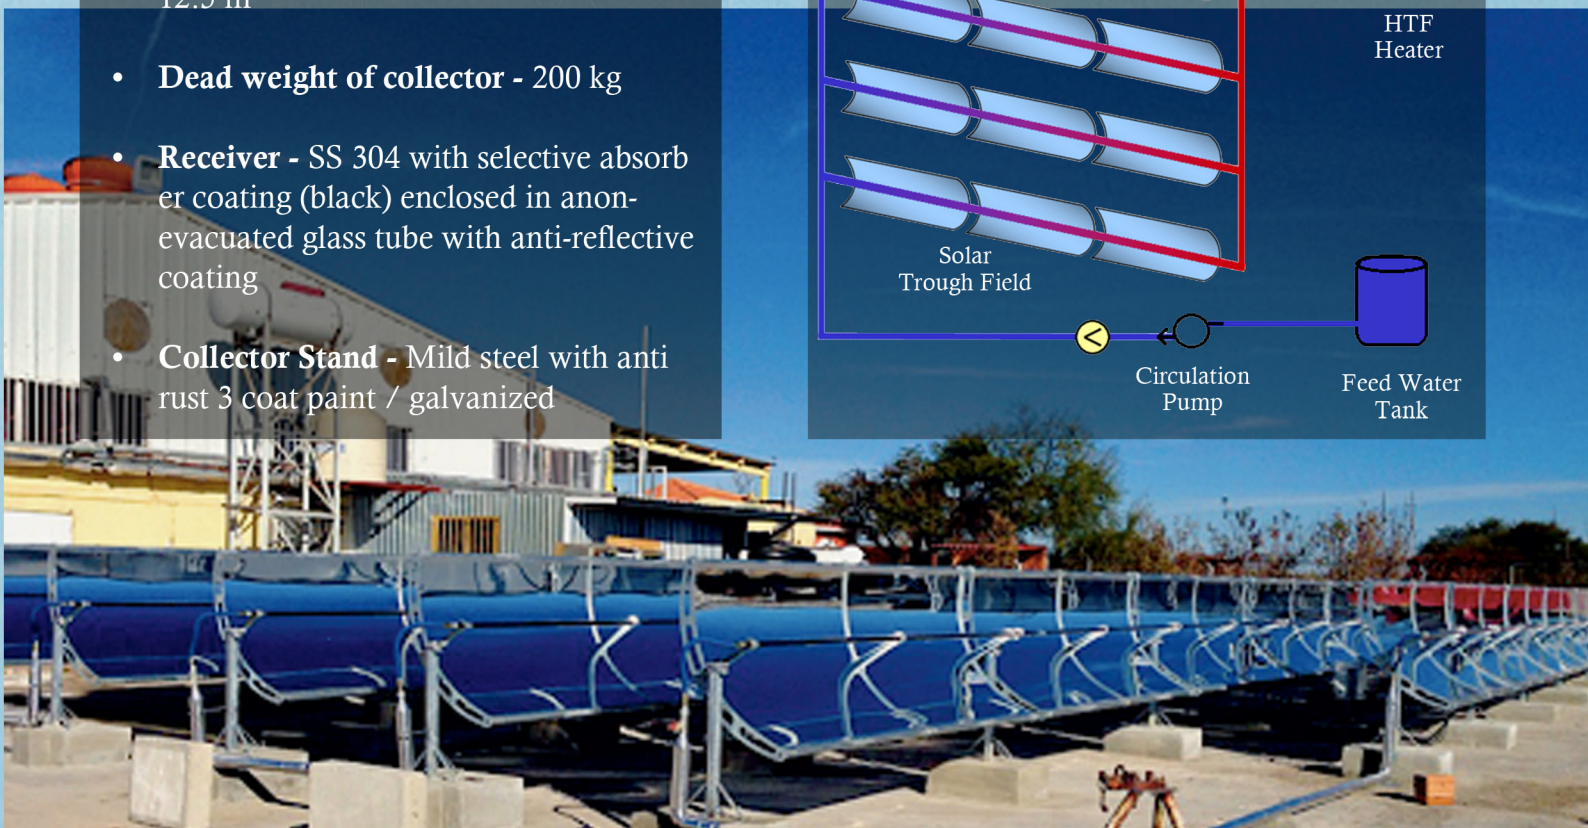 • Dead weight of collector - 200 kg
• Receiver - SS 304 with selective absorb
er coating (black) enclosed in anon-
evacuated glass tube with anti-reflective
coating
• Collector Stand - Mild steel with anti
rust 3 coat paint / galvanized
HTF
Heater
Solar
Trough Field
Circulation
Pump
Feed Water
Tank